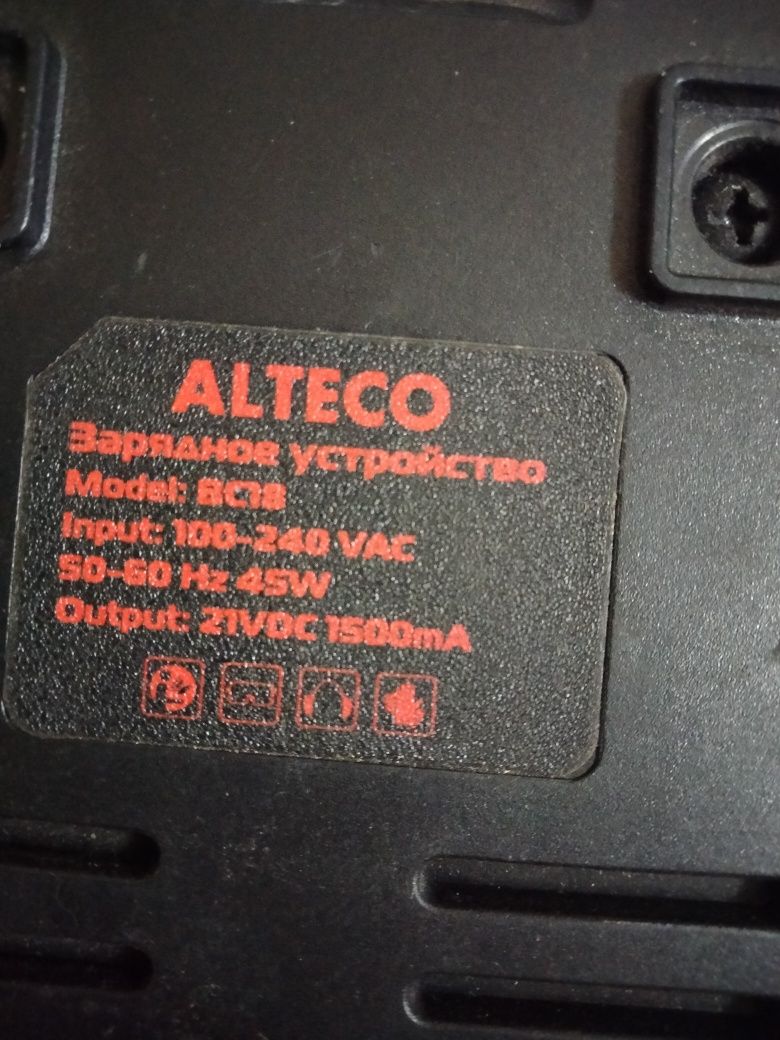 ALTECO
Зарядное устройство
Model: BC18
Input: 100-240 VAC
50-60 Hz 45W
Output: 21VDC 1500mA